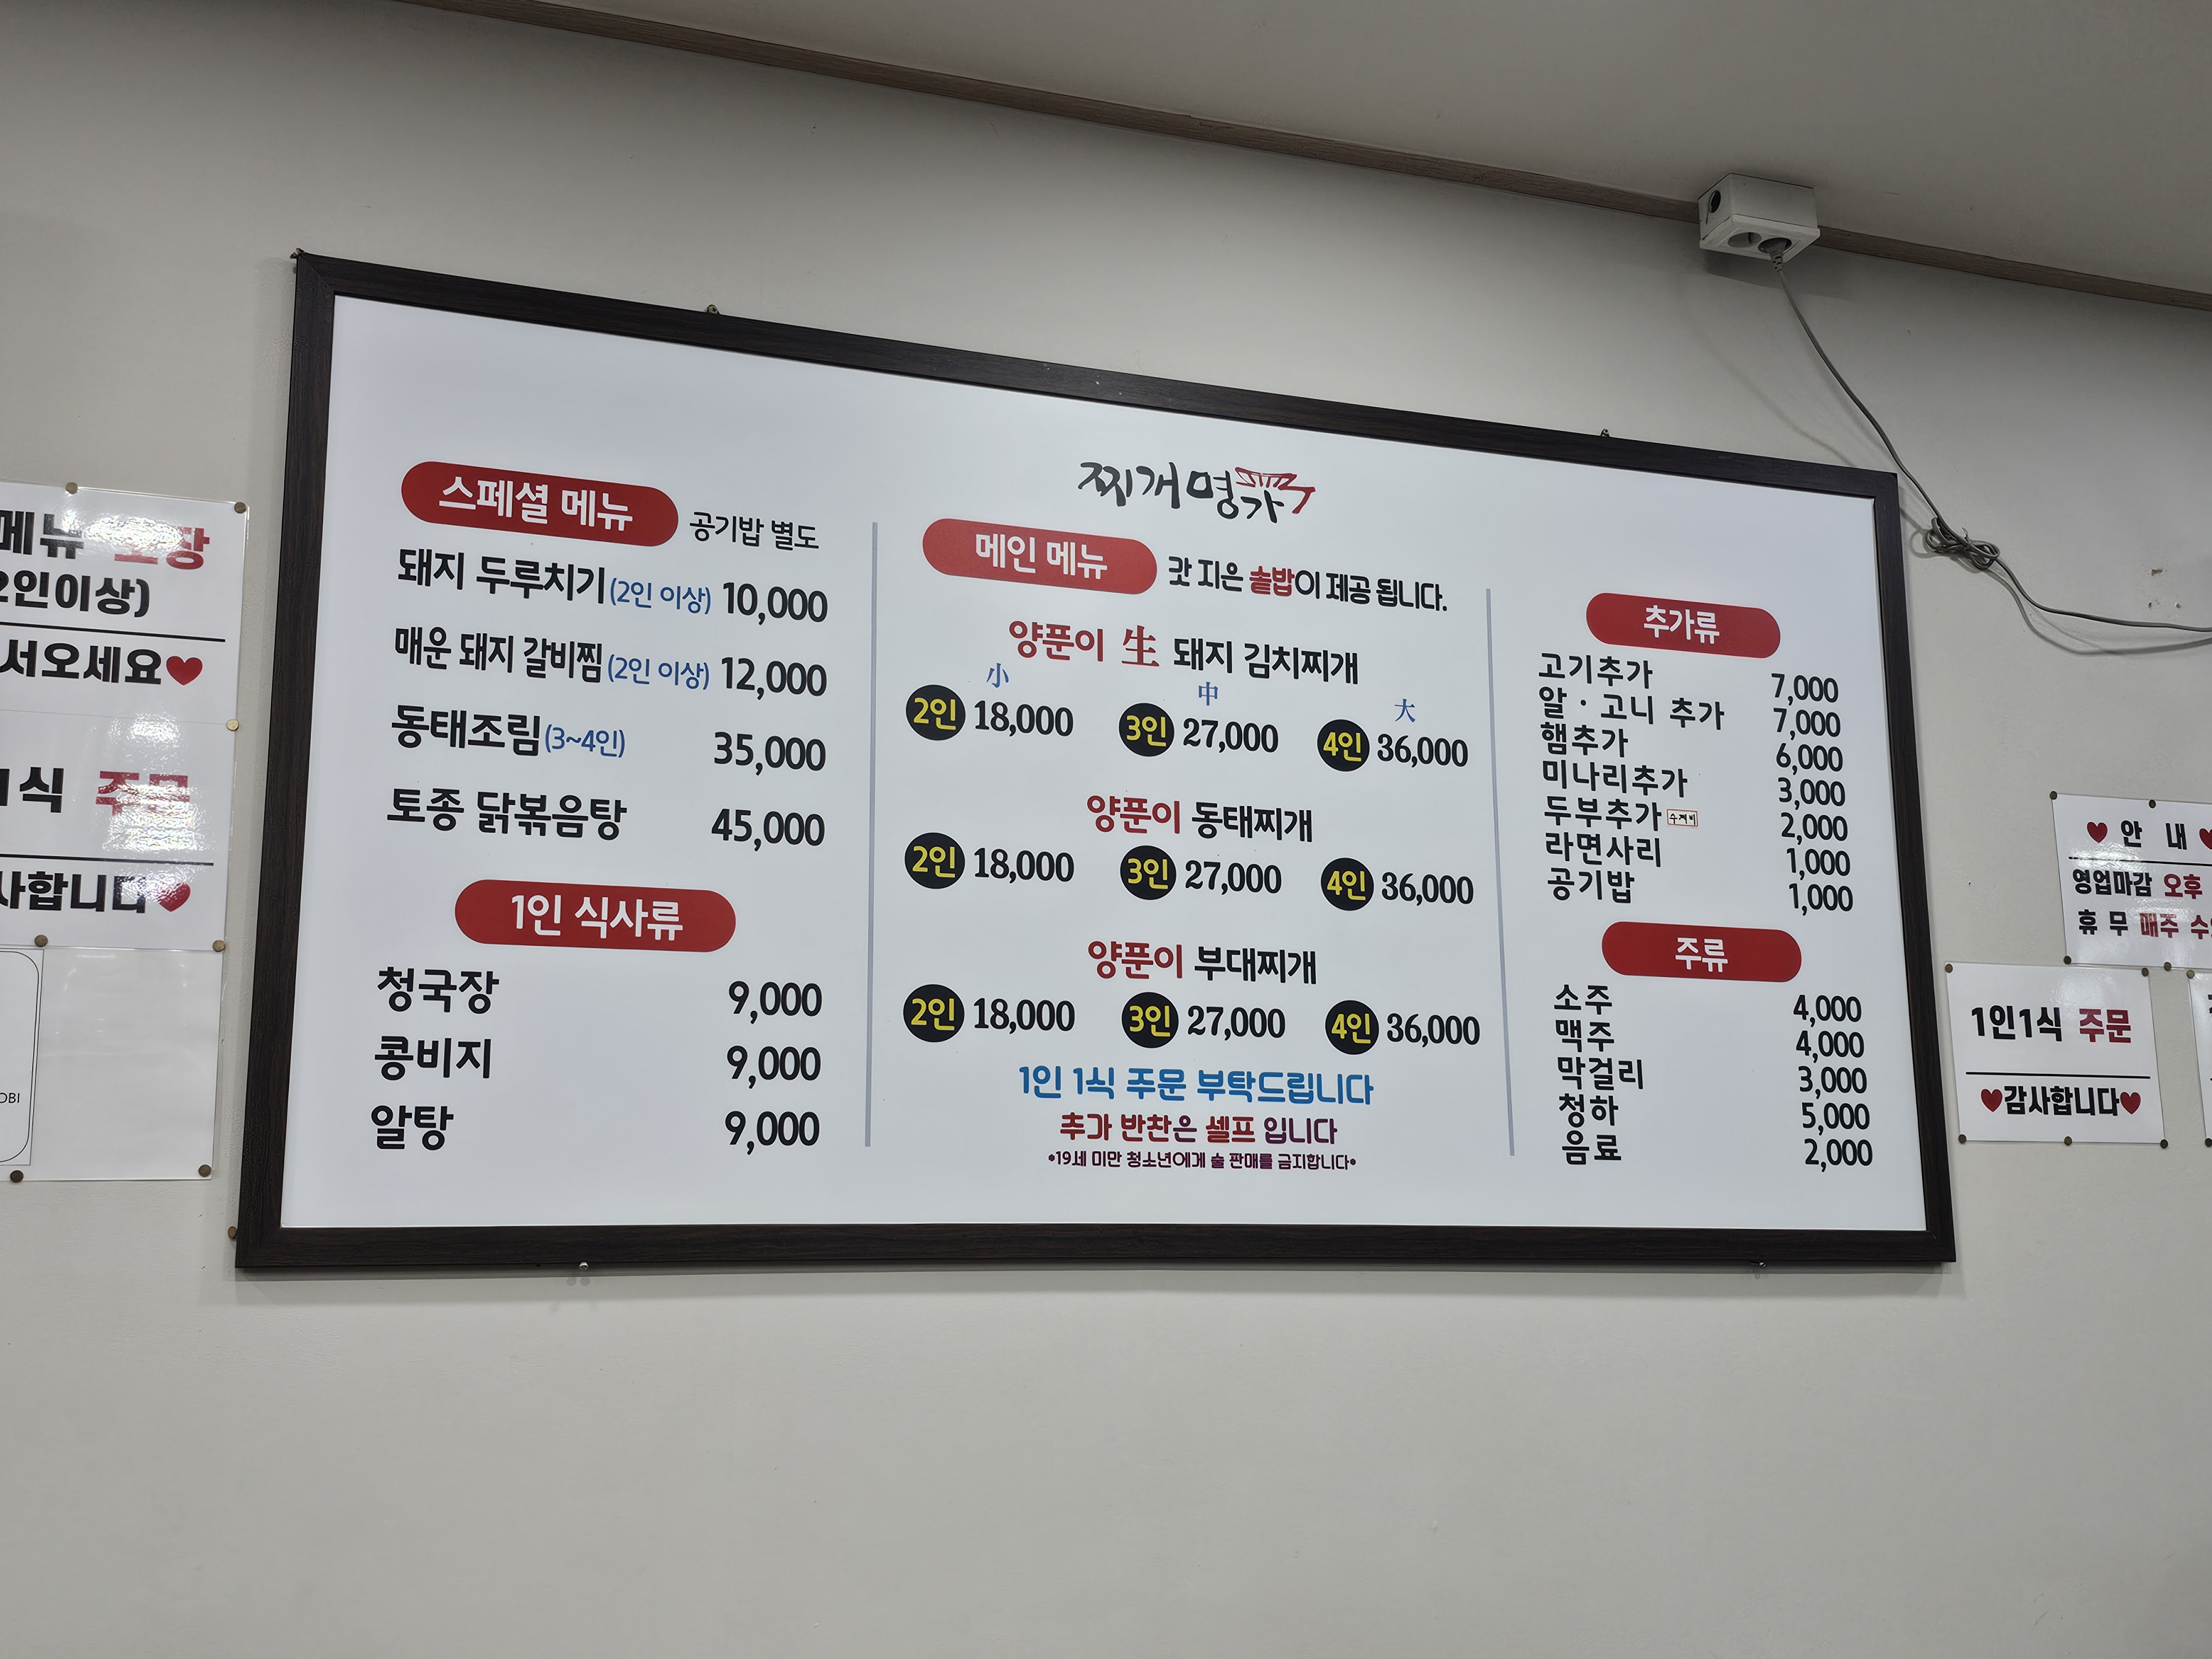 메뉴 포장
2인이상)
서오세요♥
1식 주문
사합니다♥
OBI
스페셜 메뉴 공기밥 별도
돼지 두루치기(2인 이상) 10,000
매운 돼지 갈비찜(2인 이상) 12,000
동태조림(3~4인) 35,000
토종 닭볶음탕 45,000
1인 식사류
청국장 9,000
콩비지 9,000
알탕 9,000
찌개명가
메인 메뉴 갓 지은 솥밥이 제공 됩니다.
양푼이 生 돼지 김치찌개
小 中 大
2인 18,000 3인 27,000 4인 36,000
양푼이 동태찌개
2인 18,000 3인 27,000 4인 36,000
양푼이 부대찌개
2인 18,000 3인 27,000 4인 36,000
1인 1식 주문 부탁드립니다
추가 반찬은 셀프 입니다
*19세 미만 청소년에게 술 판매를 금지합니다*
추가류
고기추가 7,000
알·고니 추가 7,000
햄추가 6,000
미나리추가 3,000
두부추가 수제비 2,000
라면사리 1,000
공기밥 1,000
주류
소주 4,000
맥주 4,000
막걸리 3,000
청하 5,000
음료 2,000
♥ 안 내 ♥
영업마감 오후
휴 무 매주 수
1인1식 주문
♥감사합니다♥